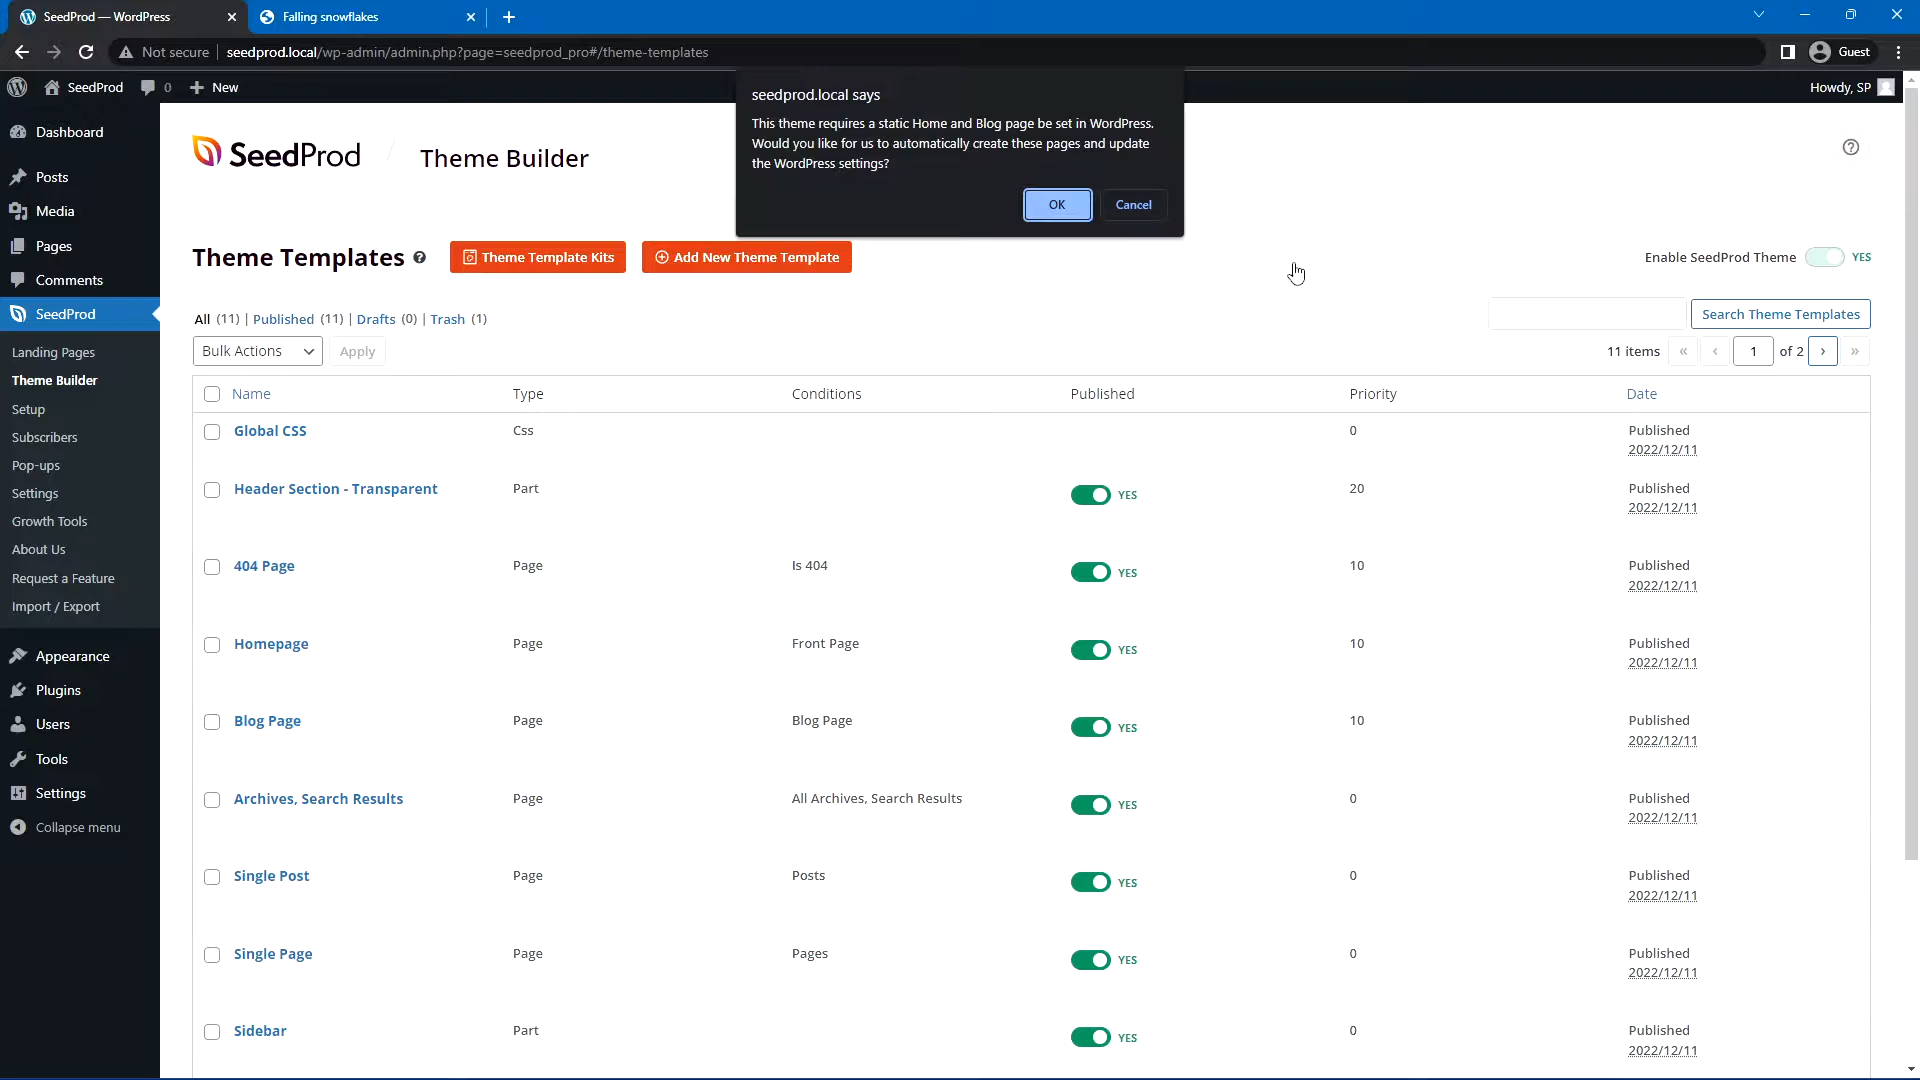 SeedProd — WordPress
Falling snowflakes
Not secure
seedprod.local/wp-admin/admin.php?page=seedprod_pro#/theme-templates
Guest
SeedProd
0
New
Howdy, SP
seedprod.local says
This theme requires a static Home and Blog page be set in WordPress.
Would you like for us to automatically create these pages and update
the WordPress settings?
OK
Cancel
Dashboard
Posts
Media
Pages
Comments
SeedProd
Landing Pages
Theme Builder
Setup
Subscribers
Pop-ups
Settings
Growth Tools
About Us
Request a Feature
Import / Export
Appearance
Plugins
Users
Tools
Settings
Collapse menu
SeedProd
Theme Builder
Theme Templates
Theme Template Kits
Add New Theme Template
Enable SeedProd Theme
YES
All (11) | Published (11) | Drafts (0) | Trash (1)
Search Theme Templates
Bulk Actions
Apply
11 items « ‹ 1 of 2 › »
Name Type Conditions Published Priority Date
Global CSS Css 0 Published
2022/12/11
Header Section - Transparent Part YES 20 Published
2022/12/11
404 Page Page Is 404 YES 10 Published
2022/12/11
Homepage Page Front Page YES 10 Published
2022/12/11
Blog Page Page Blog Page YES 10 Published
2022/12/11
Archives, Search Results Page All Archives, Search Results YES 0 Published
2022/12/11
Single Post Page Posts YES 0 Published
2022/12/11
Single Page Page Pages YES 0 Published
2022/12/11
Sidebar Part YES 0 Published
2022/12/11